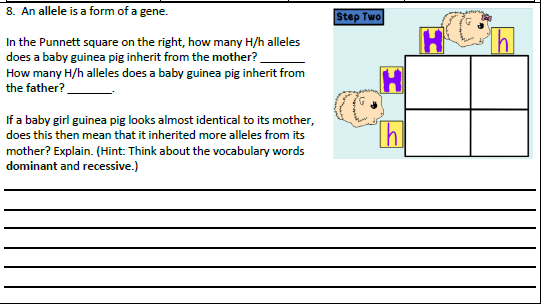 8. An allele is a form of a gene.
In the Punnett square on the right, how many H/h alleles
does a baby guinea pig inherit from the mother? ________
How many H/h alleles does a baby guinea pig inherit from
the father? ________.
If a baby girl guinea pig looks almost identical to its mother,
does this then mean that it inherited more alleles from its
mother? Explain. (Hint: Think about the vocabulary words
dominant and recessive.)
Step Two
H h
H
h